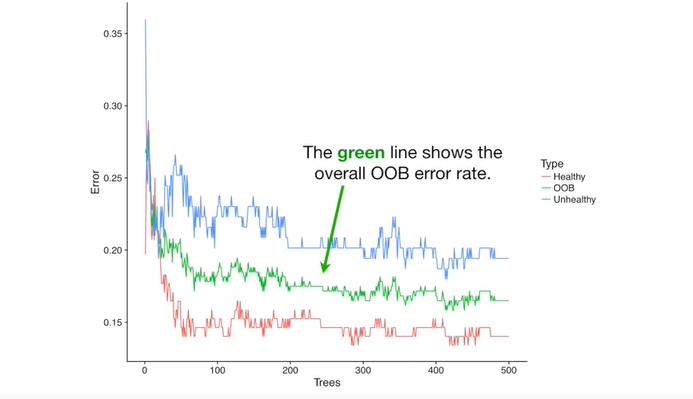 0.35
0.30
0.25
0.20
0.15
Error
The green line shows the
overall OOB error rate.
Type
Healthy
OOB
Unhealthy
0 100 200 300 400 500
Trees